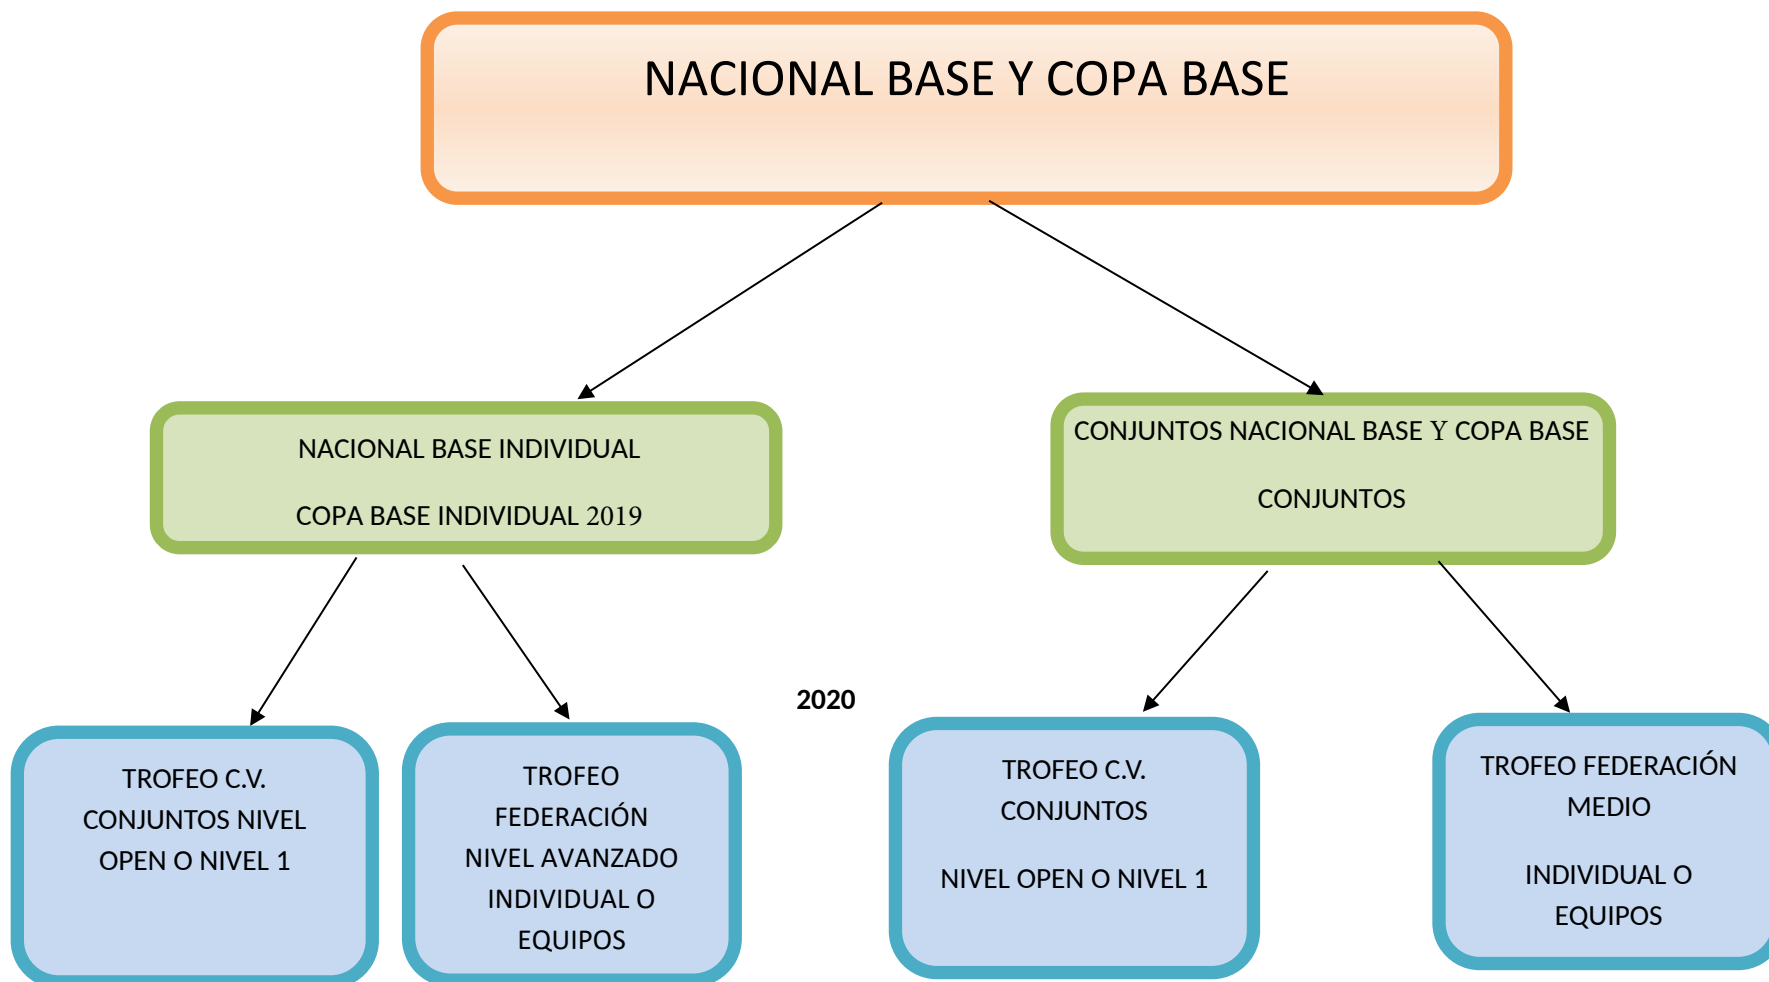 NACIONAL BASE Y COPA BASE
NACIONAL BASE INDIVIDUAL
COPA BASE INDIVIDUAL 2019
CONJUNTOS NACIONAL BASE Y COPA BASE
CONJUNTOS
2020
TROFEO C.V.
CONJUNTOS NIVEL
OPEN O NIVEL 1
TROFEO
FEDERACIÓN
NIVEL AVANZADO
INDIVIDUAL O
EQUIPOS
TROFEO C.V.
CONJUNTOS
NIVEL OPEN O NIVEL 1
TROFEO FEDERACIÓN
MEDIO
INDIVIDUAL O
EQUIPOS